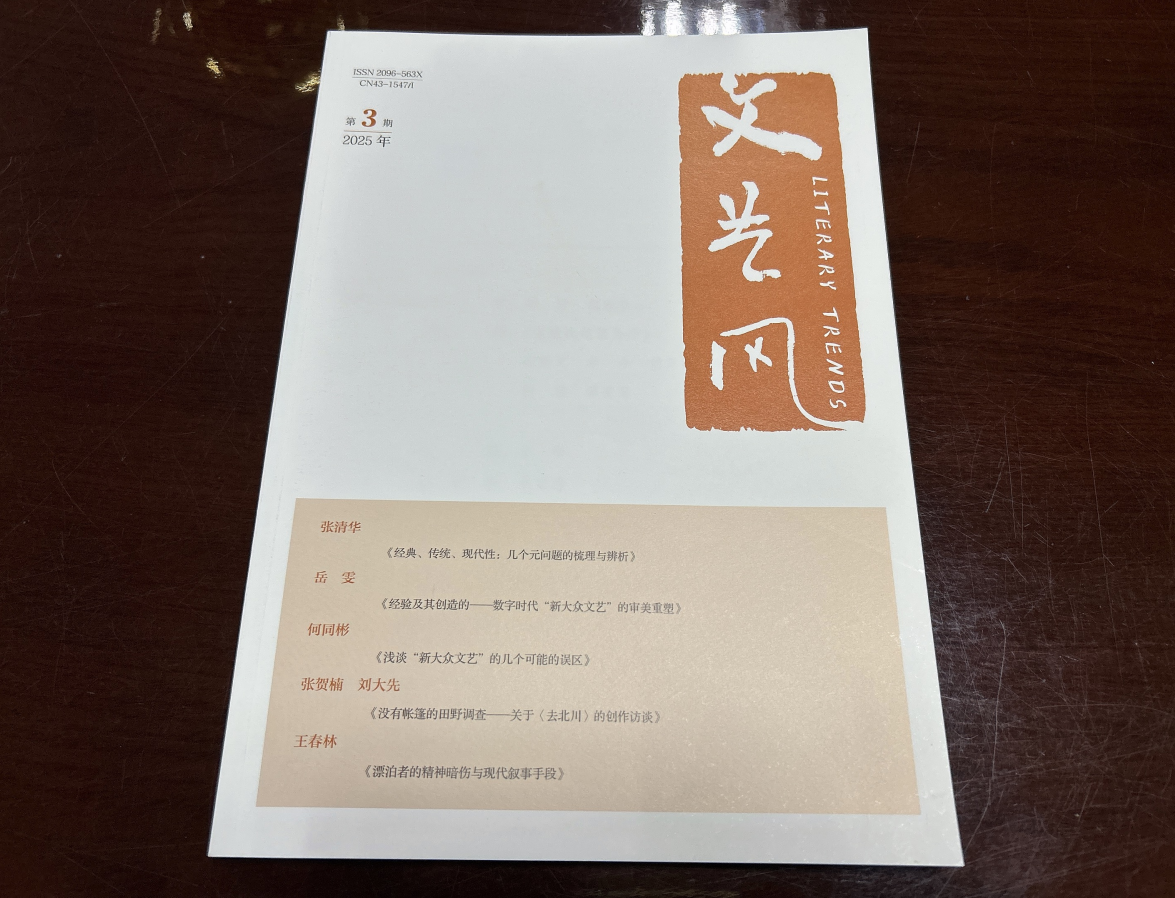 ISSN 2096-563X
CN43-1547/I
第 3 期
2025 年
文艺风
LITERARY TRENDS
张清华
《经典、传统、现代性：几个元问题的梳理与辨析》
岳 雯
《经验及其创造的——数字时代“新大众文艺”的审美重塑》
何同彬
《浅谈“新大众文艺”的几个可能的误区》
张贺楠 刘大先
《没有帐篷的田野调查——关于〈去北川〉的创作访谈》
王春林
《漂泊者的精神暗伤与现代叙事手段》